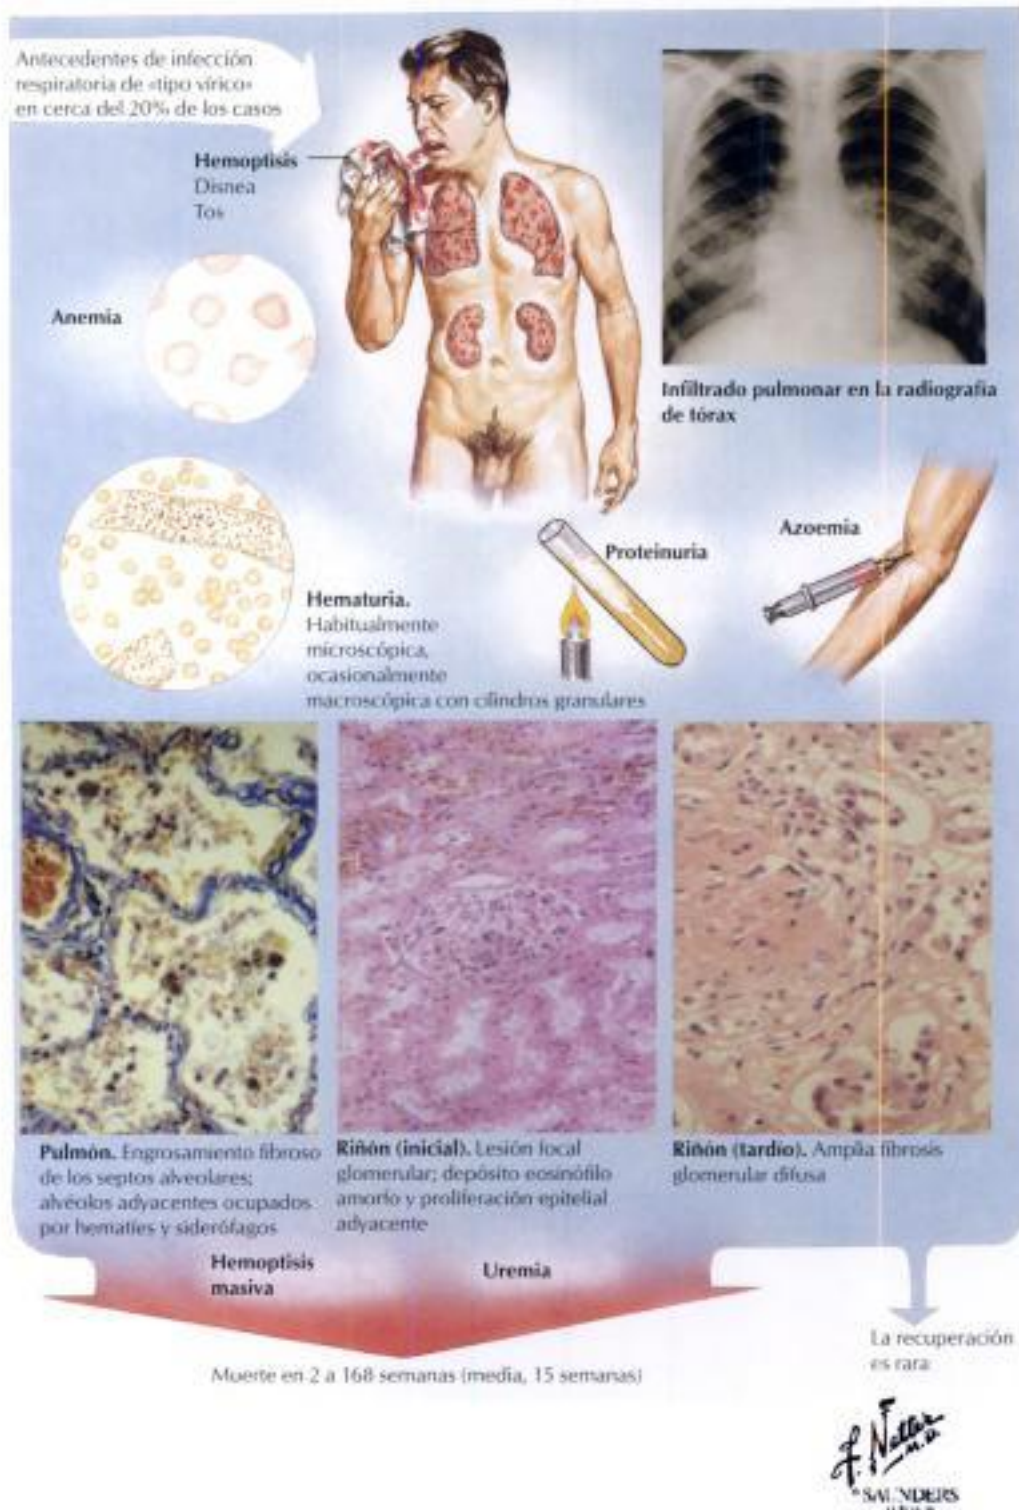 Antecedentes de infección
respiratoria de «tipo vírico»
en cerca del 20% de los casos
Hemoptisis
Disnea
Tos
Anemia
Infiltrado pulmonar en la radiografía
de tórax
Azoemia
Proteinuria
Hematuria.
Habitualmente
microscópica,
ocasionalmente
macroscópica con cilindros granulares
Pulmón. Engrosamiento fibroso
de los septos alveolares;
alvéolos adyacentes ocupados
por hematíes y siderófagos
Riñón (inicial). Lesión focal
glomerular; depósito eosinófilo
amorfo y proliferación epitelial
adyacente
Riñón (tardío). Amplia fibrosis
glomerular difusa
Hemoptisis
masiva
Uremia
La recuperación
es rara
Muerte en 2 a 168 semanas (media, 15 semanas)
F. Netter
M.D.
SAUNDERS